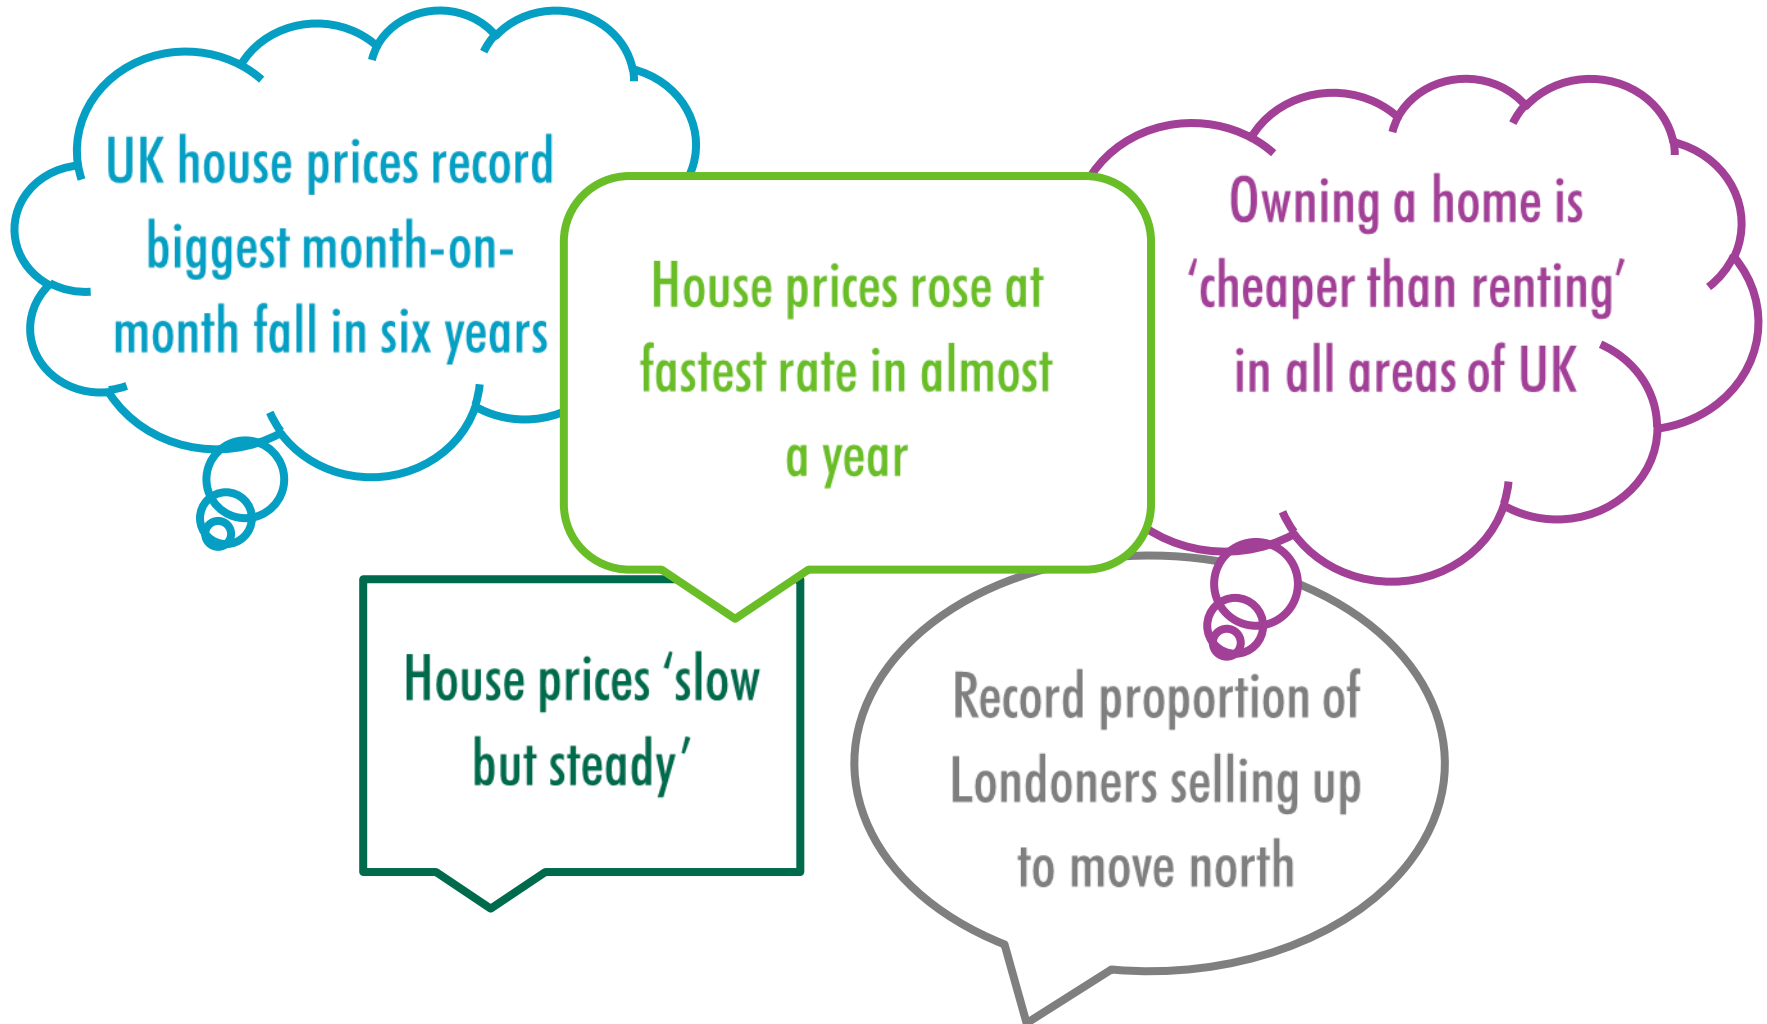 UK house prices record
biggest month-on-
month fall in six years
House prices rose at
fastest rate in almost
a year
Owning a home is
‘cheaper than renting’
in all areas of UK
House prices ‘slow
but steady’
Record proportion of
Londoners selling up
to move north